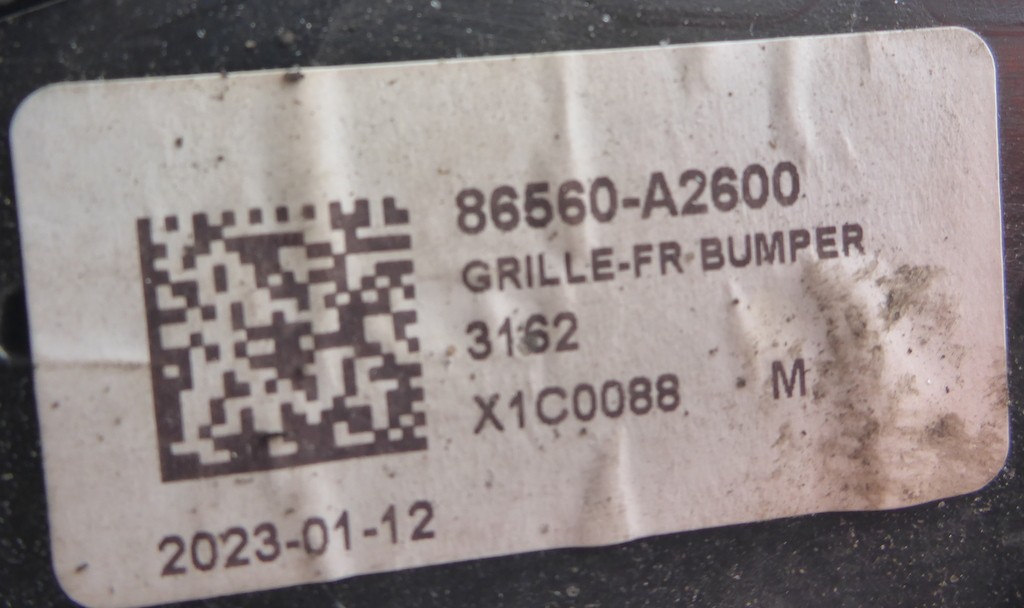 86560-A2600
GRILLE-FR BUMPER
3162
X1C0088 M
2023-01-12